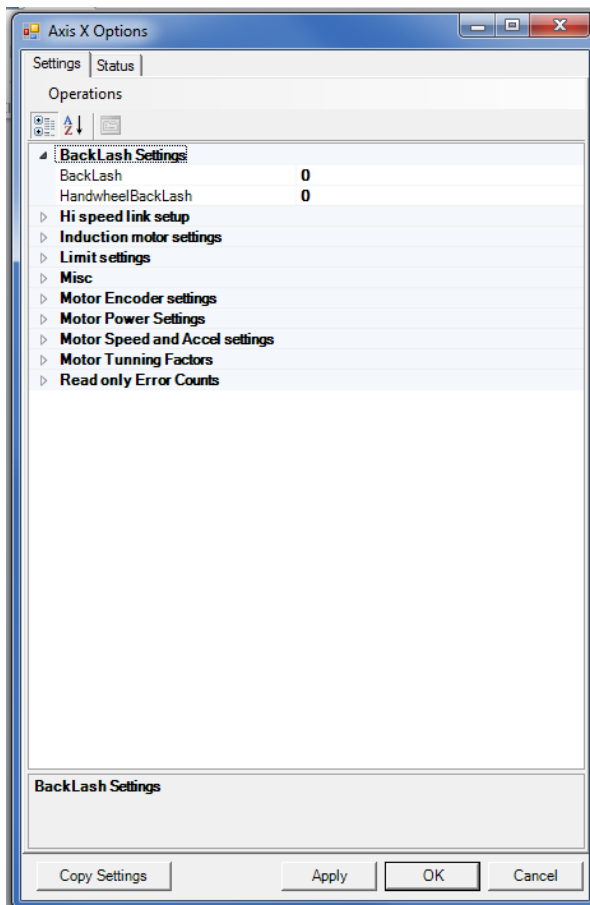 Axis X Options
Settings Status
Operations
BackLash Settings
BackLash 0
HandwheelBackLash 0
Hi speed link setup
Induction motor settings
Limit settings
Misc
Motor Encoder settings
Motor Power Settings
Motor Speed and Accel settings
Motor Tunning Factors
Read only Error Counts
BackLash Settings
Copy Settings Apply OK Cancel